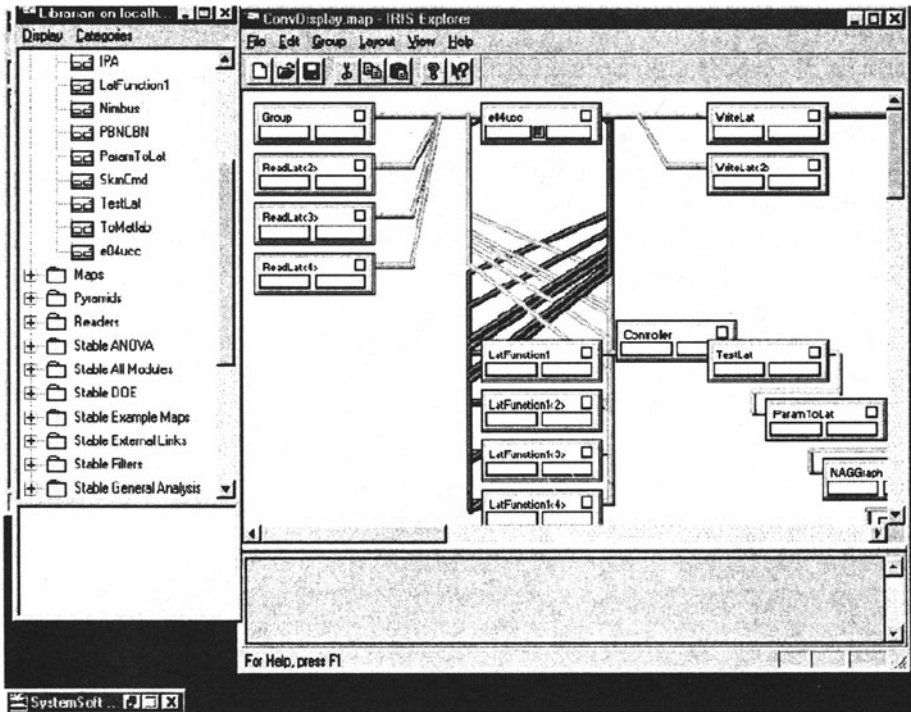 Librarian on localh...
Display Categories
IPA
LatFunction1
Nimbus
PBNCBN
ParamToLat
SkmCmd
TestLat
ToMatlab
e04ucc
Maps
Pyramids
Readers
Stable ANOVA
Stable All Modules
Stable DOE
Stable Example Maps
Stable External Links
Stable Filters
Stable General Analysis
ConvDisplay.map - IRIS Explorer
File Edit Group Layout View Help
Group
ReadLat<2>
ReadLat<3>
ReadLat<4>
e04ucc
WriteLat
WriteLat<2>
LatFunction1
LatFunction1<2>
LatFunction1<3>
LatFunction1<4>
Controller
TestLat
ParamToLat
NAGGraph
For Help, press F1
SystemSoft ...